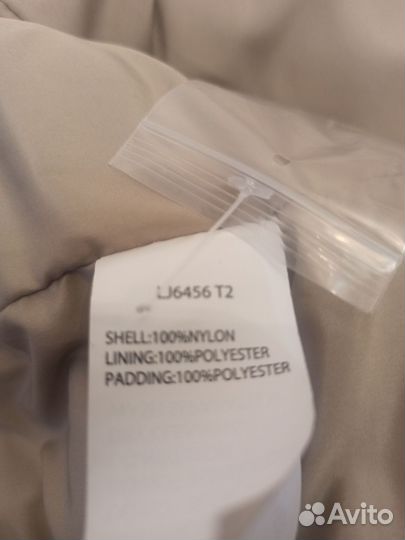 LJ6456 T2
SHELL:100%NYLON
LINING:100%POLYESTER
PADDING:100%POLYESTER
Avito